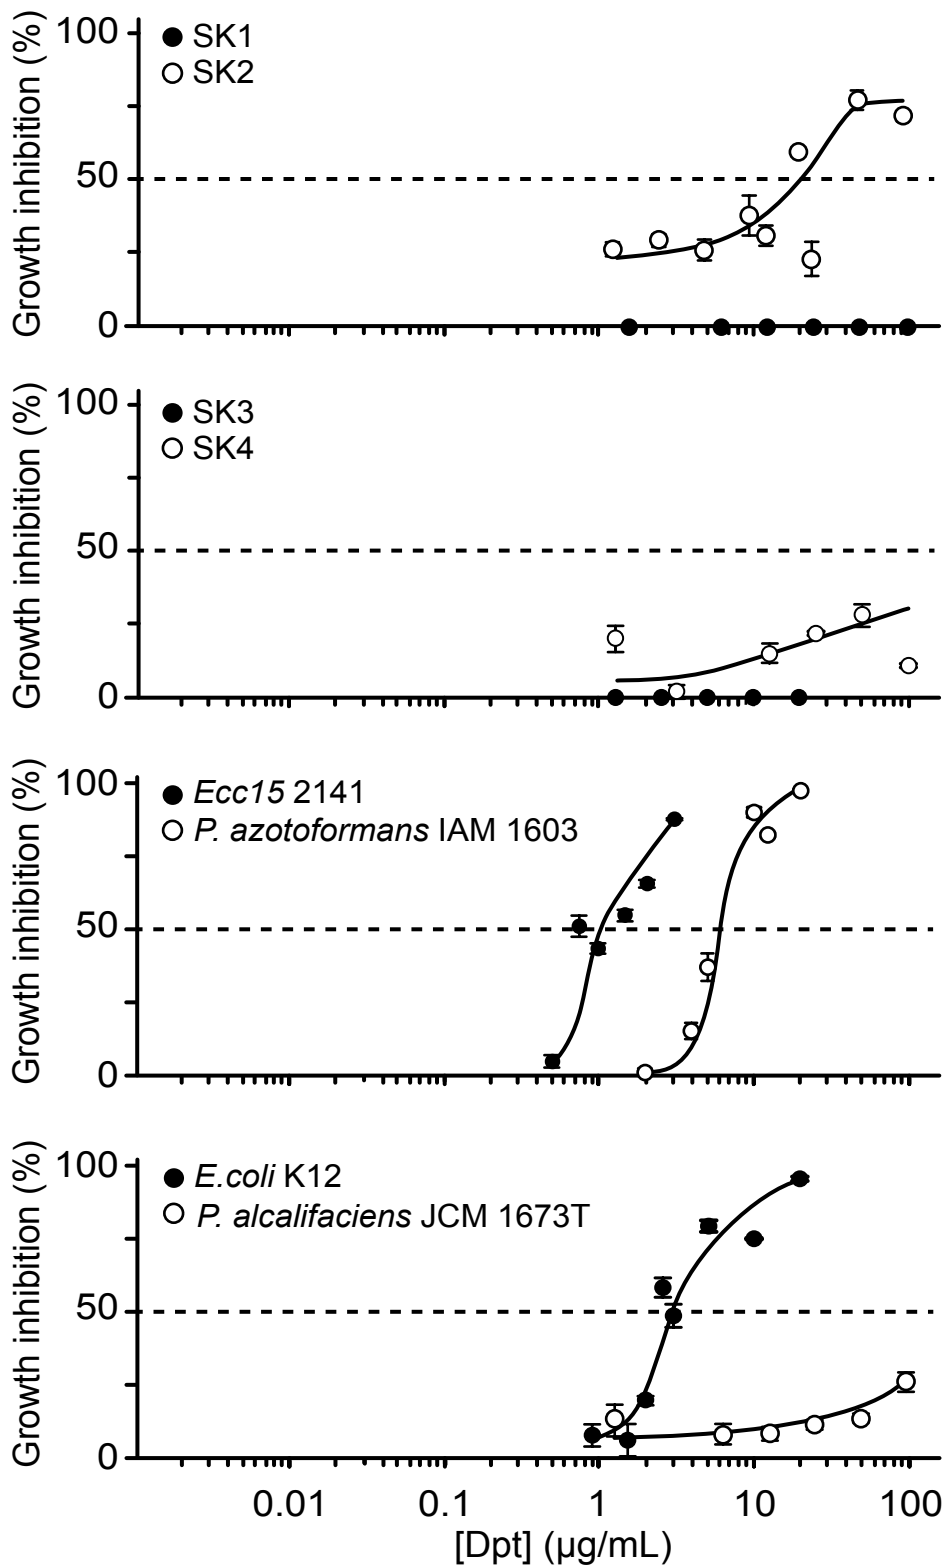 Growth inhibition (%)
100
50
0
SK1
SK2
Growth inhibition (%)
100
50
0
SK3
SK4
Growth inhibition (%)
100
50
0
Ecc15 2141
P. azotoformans IAM 1603
Growth inhibition (%)
100
50
0
E.coli K12
P. alcalifaciens JCM 1673T
0.01 0.1 1 10 100
[Dpt] (μg/mL)